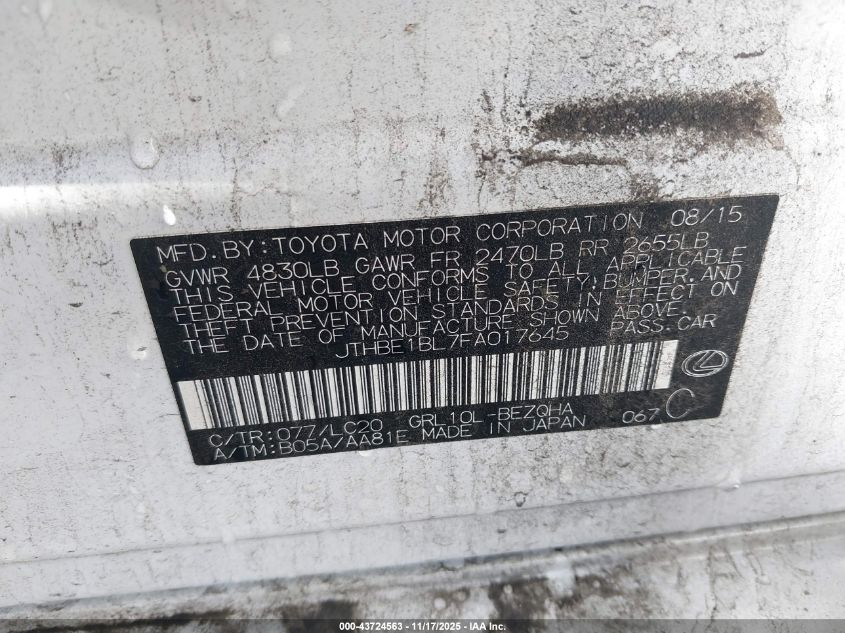 MFD. BY: TOYOTA MOTOR CORPORATION 08/15
GVWR 4830LB GAWR FR 2470LB RR 2655LB
THIS VEHICLE CONFORMS TO ALL APPLICABLE
FEDERAL MOTOR VEHICLE SAFETY, BUMPER, AND
THEFT PREVENTION STANDARDS IN EFFECT ON
THE DATE OF MANUFACTURE SHOWN ABOVE.
JTHBE1BL7FA017645 PASS.CAR
C/TR:077/LC20 GRL10L-BEZQHA 067 C
A/TM:B05A/AA81E MADE IN JAPAN
000-43724563 — 11/17/2025 — © IAA Inc.